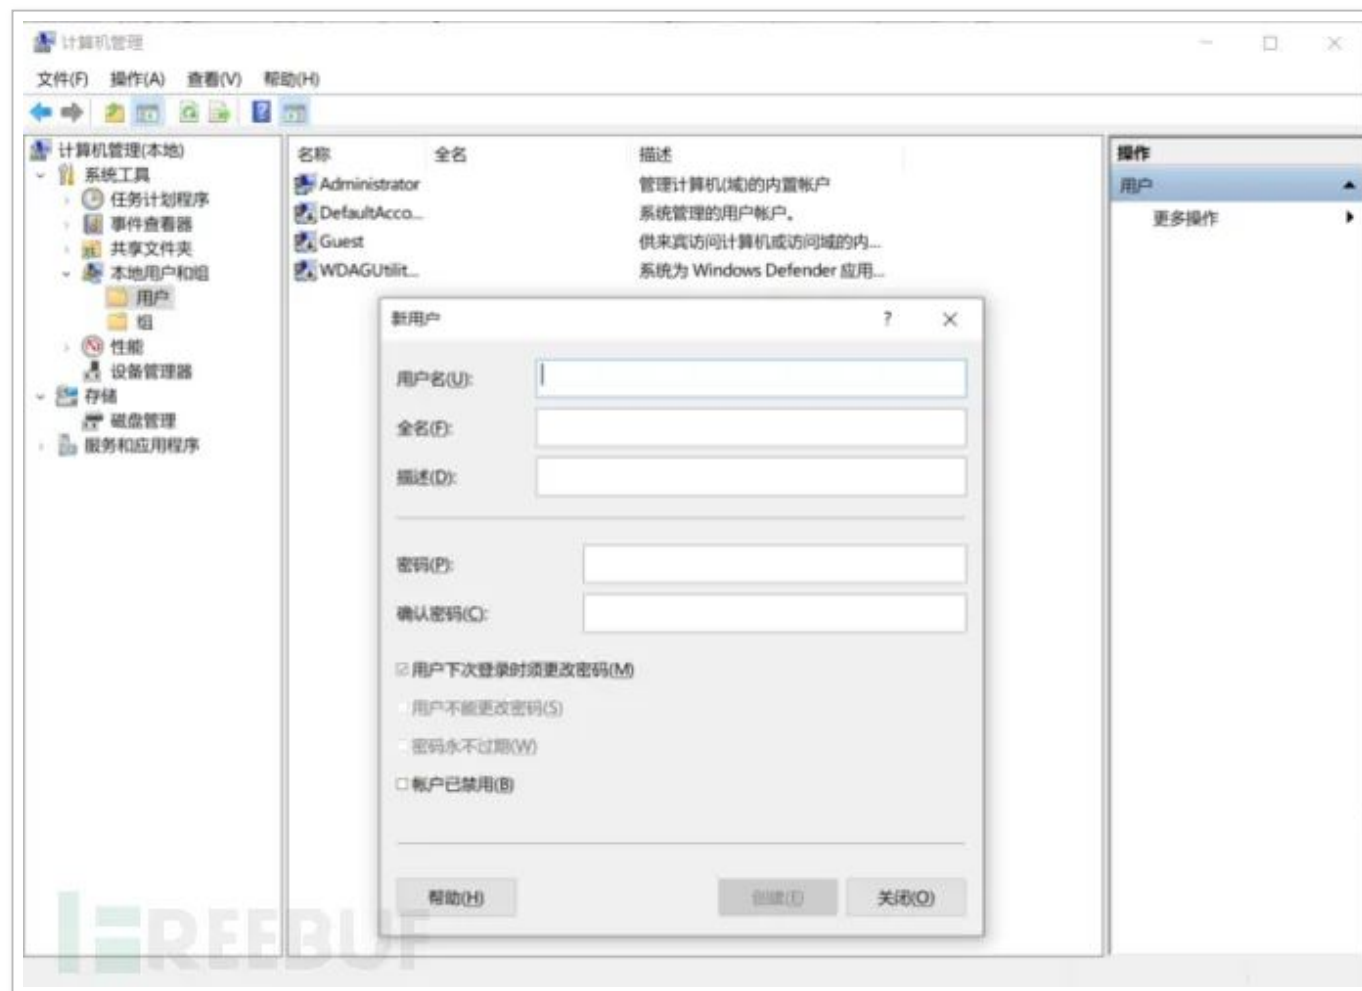 计算机管理
文件(F) 操作(A) 查看(V) 帮助(H)
计算机管理(本地)
系统工具
任务计划程序
事件查看器
共享文件夹
本地用户和组
用户
组
性能
设备管理器
存储
磁盘管理
服务和应用程序
名称 全名 描述
Administrator 管理计算机(域)的内置帐户
DefaultAcco... 系统管理的用户帐户。
Guest 供来宾访问计算机或访问域的内...
WDAGUtilit... 系统为 Windows Defender 应用...
操作
用户
更多操作
新用户 ?
用户名(U):
全名(F):
描述(D):
密码(P):
确认密码(C):
用户下次登录时须更改密码(M)
用户不能更改密码(S)
密码永不过期(W)
帐户已禁用(B)
帮助(H) 创建(E) 关闭(O)
FREEBUF